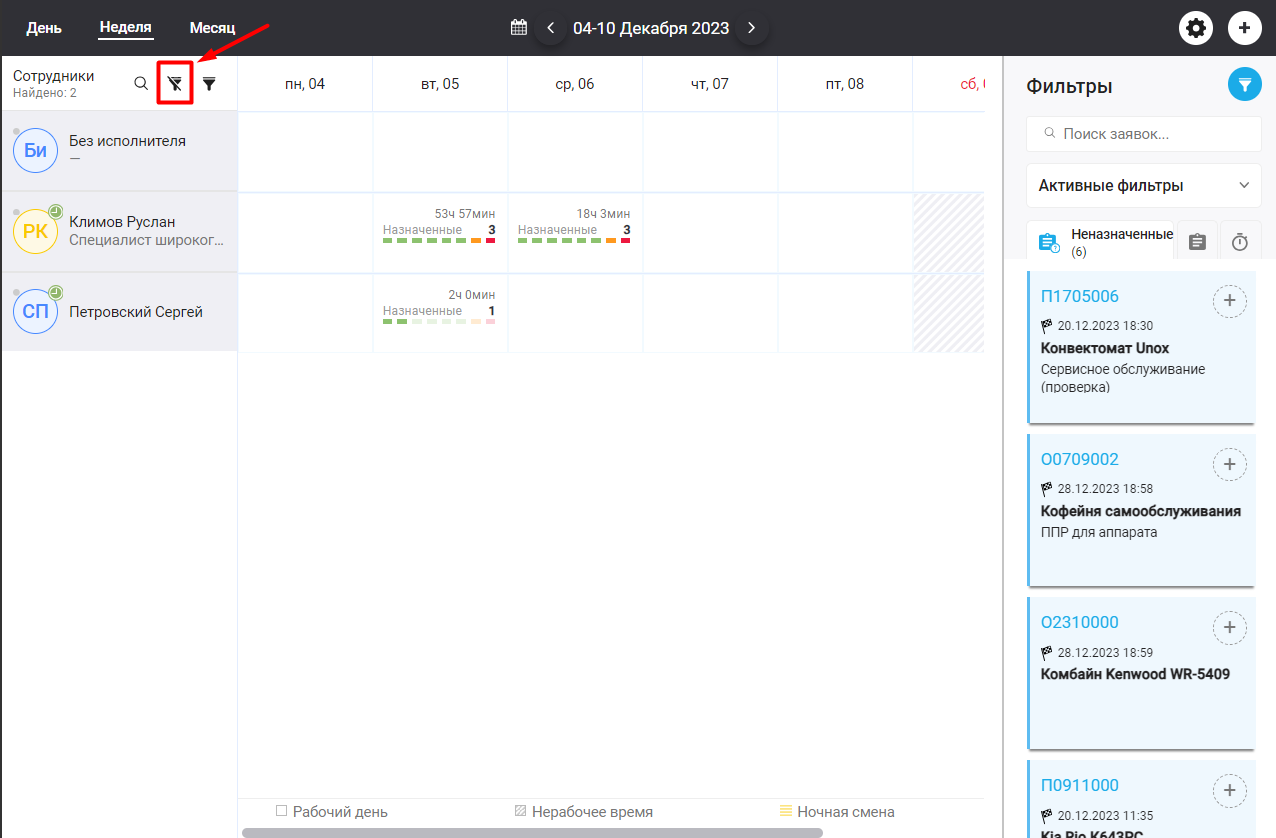 День Неделя Месяц
04-10 Декабря 2023
Сотрудники
Найдено: 2
пн, 04 вт, 05 ср, 06 чт, 07 пт, 08 сб,
Би
Без исполнителя
—
РК
Климов Руслан
Специалист широког...
53ч 57мин
Назначенные 3
18ч 3мин
Назначенные 3
СП
Петровский Сергей
2ч 0мин
Назначенные 1
Рабочий день Нерабочее время Ночная смена
Фильтры
Поиск заявок...
Активные фильтры
Неназначенные
(6)
П1705006
20.12.2023 18:30
Конвектомат Unox
Сервисное обслуживание
(проверка)
О0709002
28.12.2023 18:58
Кофейня самообслуживания
ППР для аппарата
О2310000
28.12.2023 18:59
Комбайн Kenwood WR-5409
П0911000
20.12.2023 11:35
Kia Rio К643РС